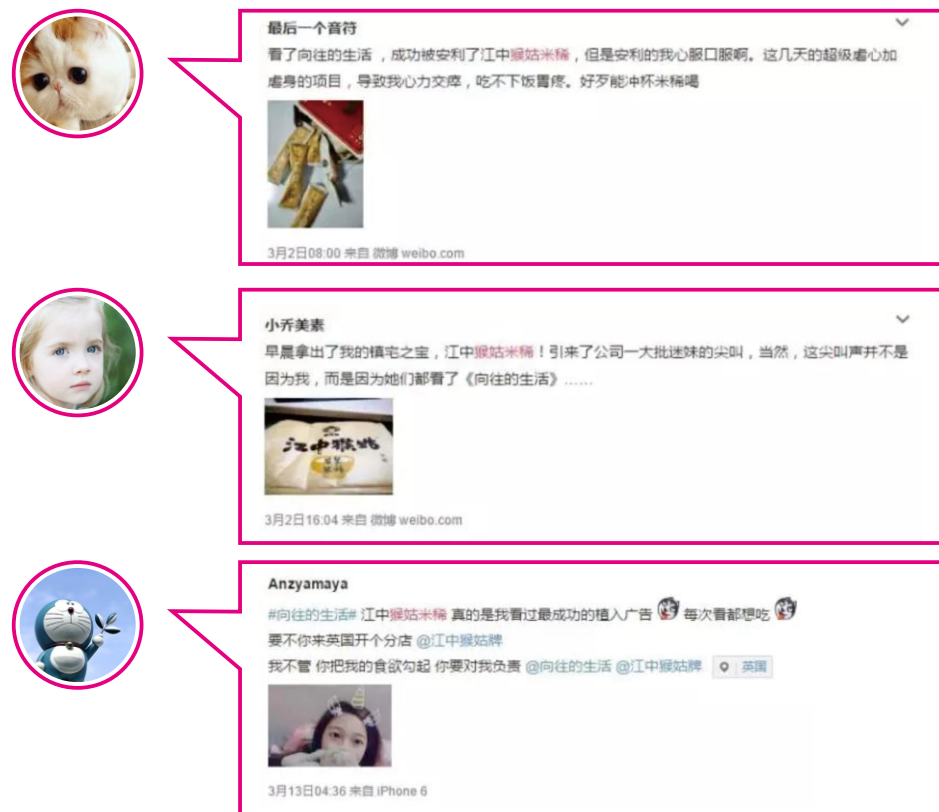 最后一个音符
看了向往的生活，成功被安利了江中猴姑米稀，但是安利的我心服口服啊。这几天的超级虐心加
虐身的项目，导致我心力交瘁，吃不下饭胃疼。好歹能冲杯米稀喝
3月2日08:00 来自 微博 weibo.com
小乔美素
早晨拿出了我的镇宅之宝，江中猴姑米稀！引来了公司一大批迷妹的尖叫，当然，这尖叫声并不是
因为我，而是因为她们都看了《向往的生活》……
江中猴姑
3月2日16:04 来自 微博 weibo.com
Anzyamaya
#向往的生活# 江中猴姑米稀 真的是我看过最成功的植入广告 每次看都想吃
要不你来英国开个分店 @江中猴姑牌
我不管 你把我的食欲勾起 你要对我负责 @向往的生活 @江中猴姑牌 英国
3月13日04:36 来自 iPhone 6